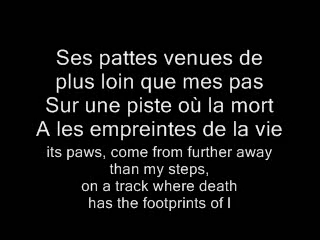 Ses pattes venues de
plus loin que mes pas
Sur une piste où la mort
A les empreintes de la vie
its paws, come from further away
than my steps,
on a track where death
has the footprints of l